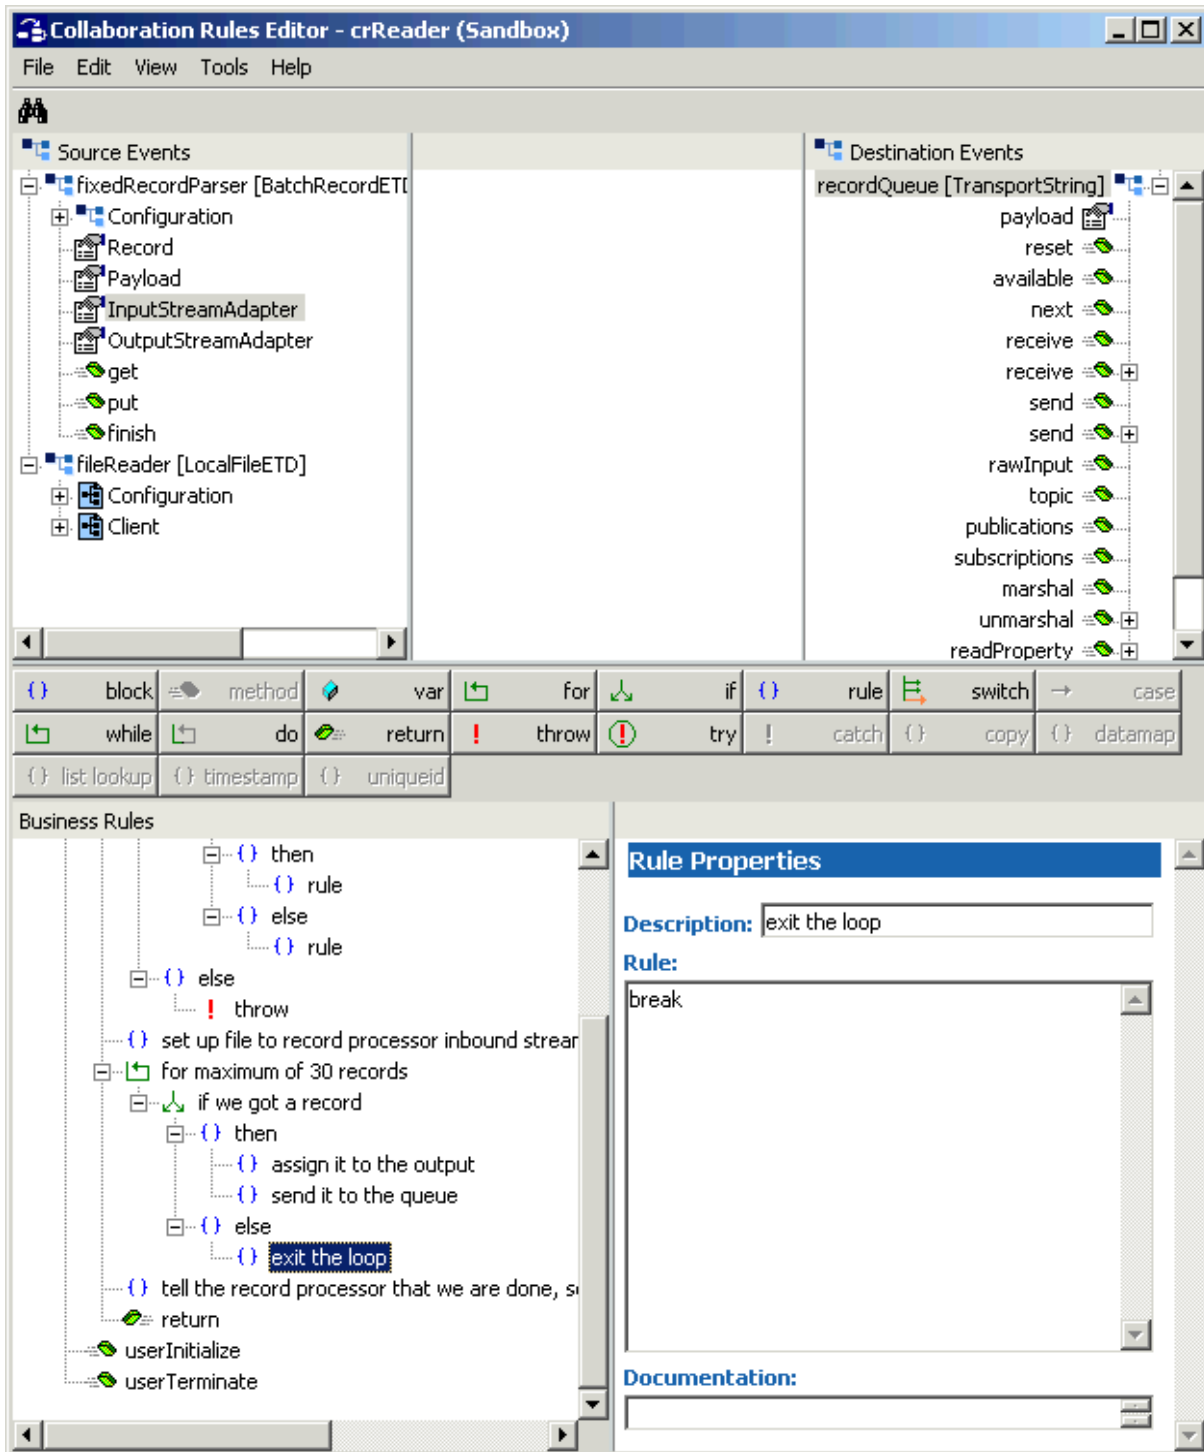 Collaboration Rules Editor - crReader (Sandbox)
File Edit View Tools Help
Source Events
fixedRecordParser [BatchRecordETD
Configuration
Record
Payload
InputStreamAdapter
OutputStreamAdapter
get
put
finish
fileReader [LocalFileETD]
Configuration
Client
Destination Events
recordQueue [TransportString]
payload
reset
available
next
receive
receive
send
send
rawInput
topic
publications
subscriptions
marshal
unmarshal
readProperty
block method var for if rule switch case
while do return throw try catch copy datamap
list lookup timestamp uniqueid
Business Rules
then
rule
else
rule
else
throw
set up file to record processor inbound stream
for maximum of 30 records
if we got a record
then
assign it to the output
send it to the queue
else
exit the loop
tell the record processor that we are done, s
return
userInitialize
userTerminate
Rule Properties
Description: exit the loop
Rule:
break
Documentation: